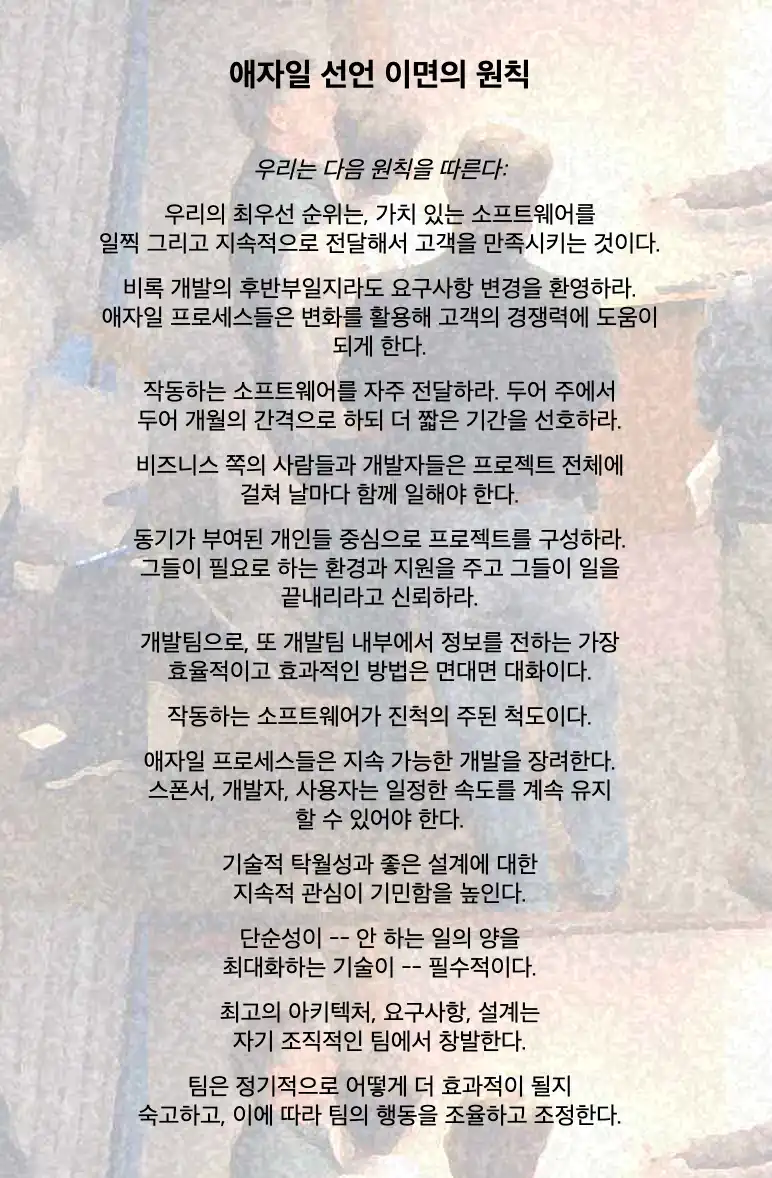 애자일 선언 이면의 원칙
우리는 다음 원칙을 따른다:
우리의 최우선 순위는, 가치 있는 소프트웨어를
일찍 그리고 지속적으로 전달해서 고객을 만족시키는 것이다.
비록 개발의 후반부일지라도 요구사항 변경을 환영하라.
애자일 프로세스들은 변화를 활용해 고객의 경쟁력에 도움이
되게 한다.
작동하는 소프트웨어를 자주 전달하라. 두어 주에서
두어 개월의 간격으로 하되 더 짧은 기간을 선호하라.
비즈니스 쪽의 사람들과 개발자들은 프로젝트 전체에
걸쳐 날마다 함께 일해야 한다.
동기가 부여된 개인들 중심으로 프로젝트를 구성하라.
그들이 필요로 하는 환경과 지원을 주고 그들이 일을
끝내리라고 신뢰하라.
개발팀으로, 또 개발팀 내부에서 정보를 전하는 가장
효율적이고 효과적인 방법은 면대면 대화이다.
작동하는 소프트웨어가 진척의 주된 척도이다.
애자일 프로세스들은 지속 가능한 개발을 장려한다.
스폰서, 개발자, 사용자는 일정한 속도를 계속 유지
할 수 있어야 한다.
기술적 탁월성과 좋은 설계에 대한
지속적 관심이 기민함을 높인다.
단순성이 -- 안 하는 일의 양을
최대화하는 기술이 -- 필수적이다.
최고의 아키텍처, 요구사항, 설계는
자기 조직적인 팀에서 창발한다.
팀은 정기적으로 어떻게 더 효과적이 될지
숙고하고, 이에 따라 팀의 행동을 조율하고 조정한다.